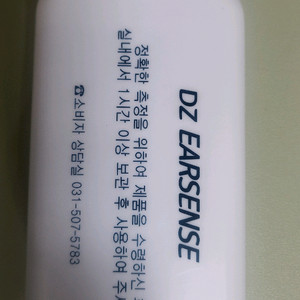 DZ EARSENSE
정확한 측정을 위하여 제품을 수령하신
실내에서 1시간 이상 보관 후 사용하여 주시
☎소비자 상담실 031-507-5783